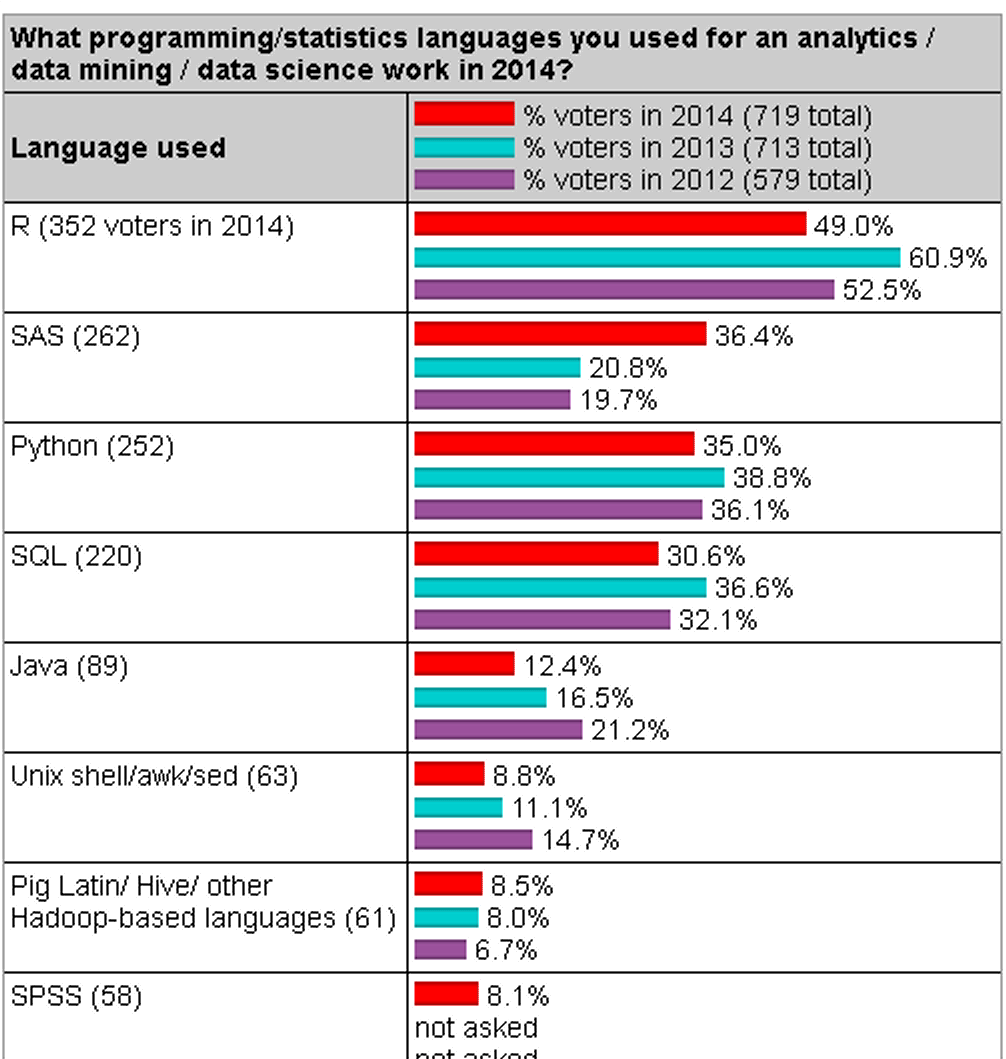 What programming/statistics languages you used for an analytics /
data mining / data science work in 2014?
Language used
% voters in 2014 (719 total)
% voters in 2013 (713 total)
% voters in 2012 (579 total)
R (352 voters in 2014)
49.0%
60.9%
52.5%
SAS (262)
36.4%
20.8%
19.7%
Python (252)
35.0%
38.8%
36.1%
SQL (220)
30.6%
36.6%
32.1%
Java (89)
12.4%
16.5%
21.2%
Unix shell/awk/sed (63)
8.8%
11.1%
14.7%
Pig Latin/ Hive/ other
Hadoop-based languages (61)
8.5%
8.0%
6.7%
SPSS (58)
8.1%
not asked
not asked